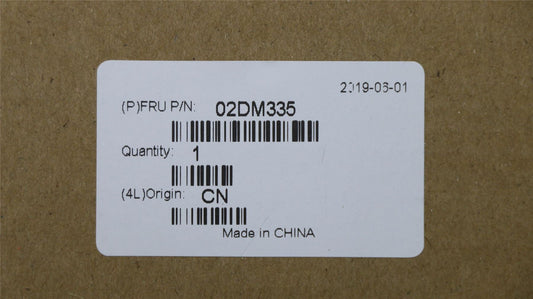 2019-06-01
(P)FRU P/N: 02DM335
Quantity: 1
(4L)Origin: CN
Made in CHINA